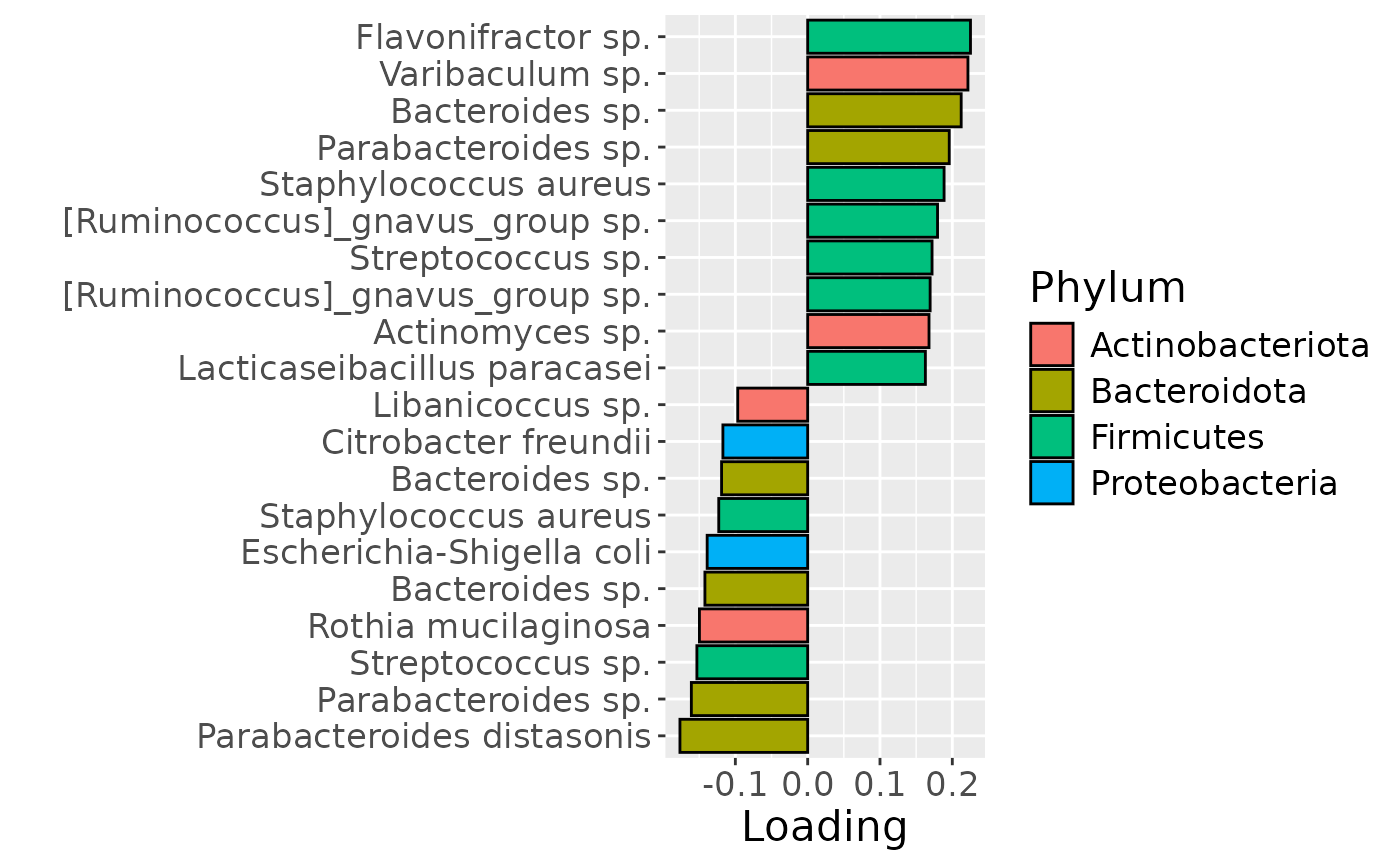 Flavonifractor sp.
Varibaculum sp.
Bacteroides sp.
Parabacteroides sp.
Staphylococcus aureus
[Ruminococcus]_gnavus_group sp.
Streptococcus sp.
[Ruminococcus]_gnavus_group sp.
Actinomyces sp.
Lacticaseibacillus paracasei
Libanicoccus sp.
Citrobacter freundii
Bacteroides sp.
Staphylococcus aureus
Escherichia-Shigella coli
Bacteroides sp.
Rothia mucilaginosa
Streptococcus sp.
Parabacteroides sp.
Parabacteroides distasonis
-0.1 0.0 0.1 0.2
Loading
Phylum
Actinobacteriota
Bacteroidota
Firmicutes
Proteobacteria